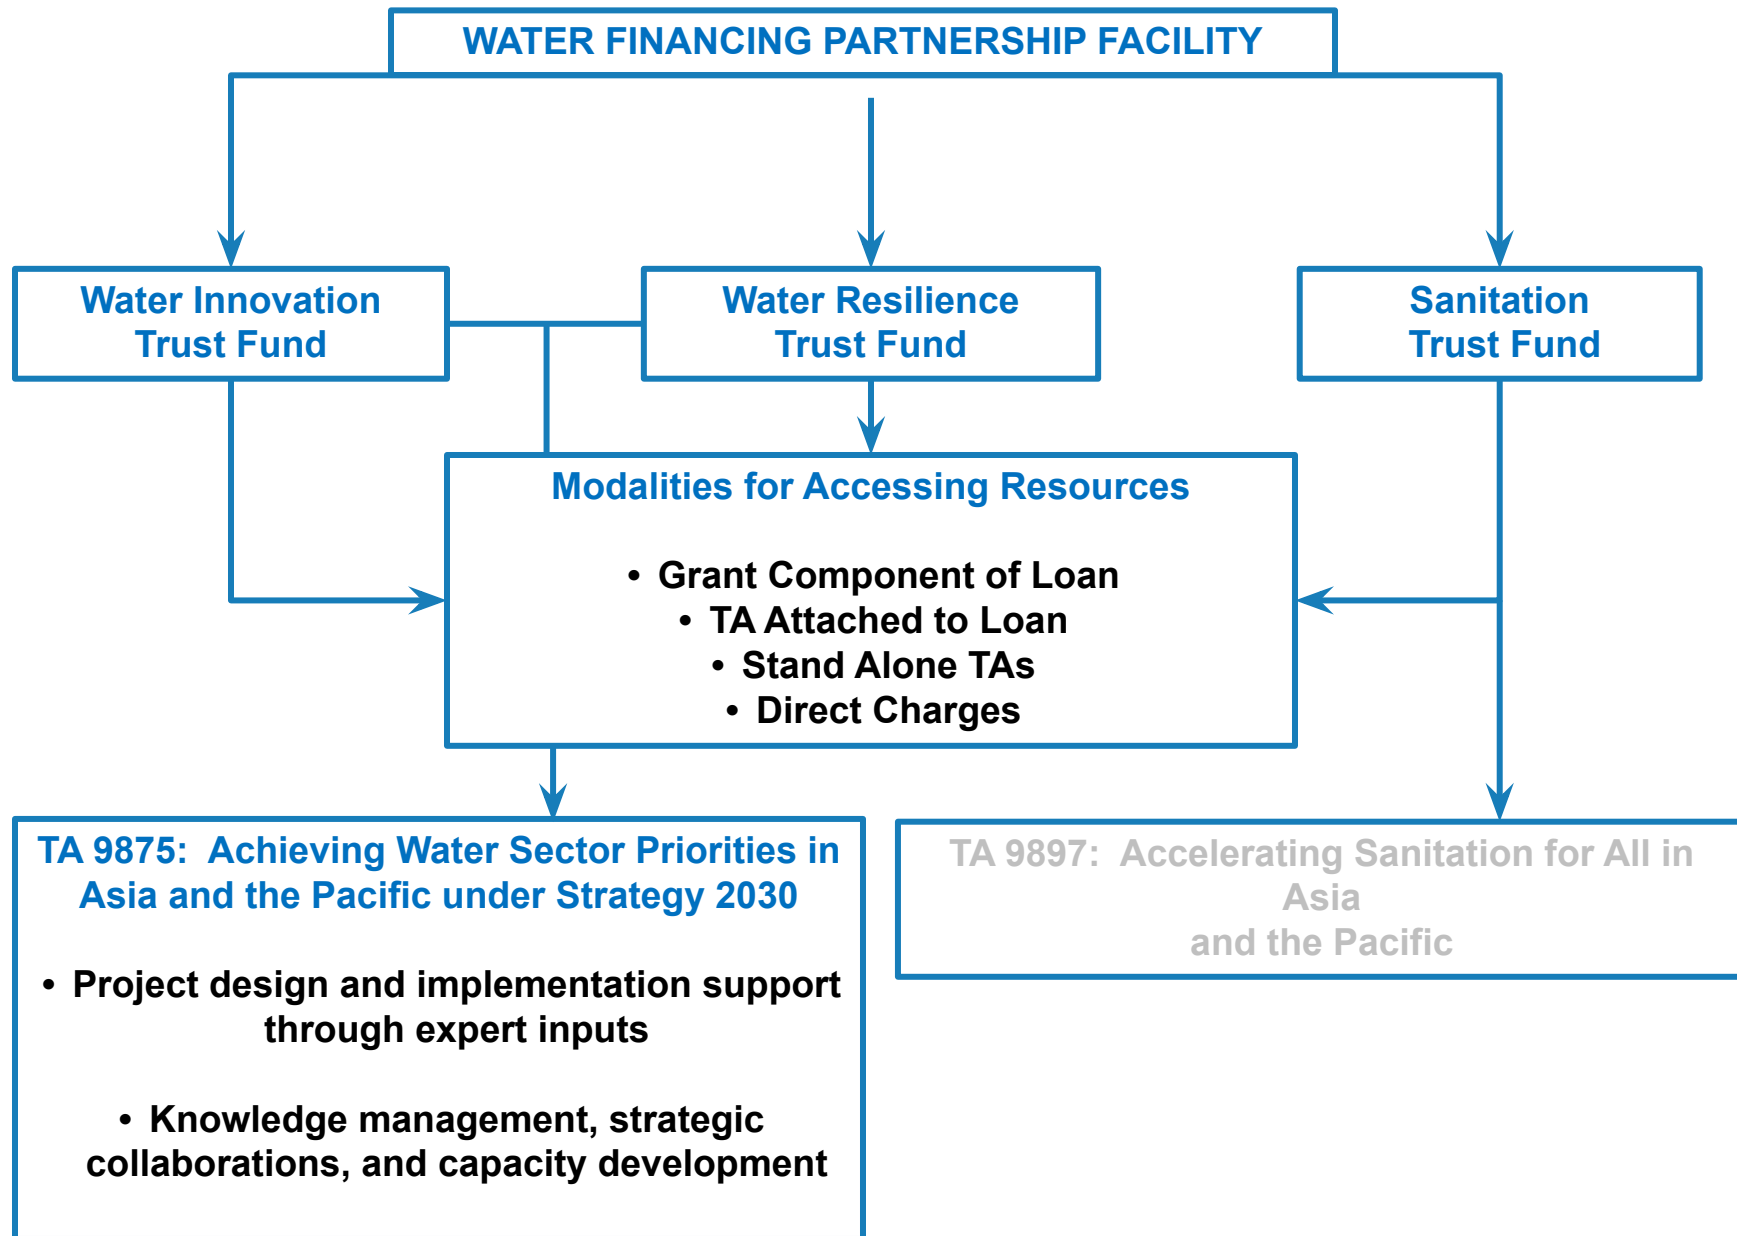 WATER FINANCING PARTNERSHIP FACILITY
Water Innovation
Trust Fund
Water Resilience
Trust Fund
Sanitation
Trust Fund
Modalities for Accessing Resources
• Grant Component of Loan
• TA Attached to Loan
• Stand Alone TAs
• Direct Charges
TA 9875:  Achieving Water Sector Priorities in
Asia and the Pacific under Strategy 2030
• Project design and implementation support
through expert inputs
• Knowledge management, strategic
collaborations, and capacity development
TA 9897:  Accelerating Sanitation for All in
Asia
and the Pacific